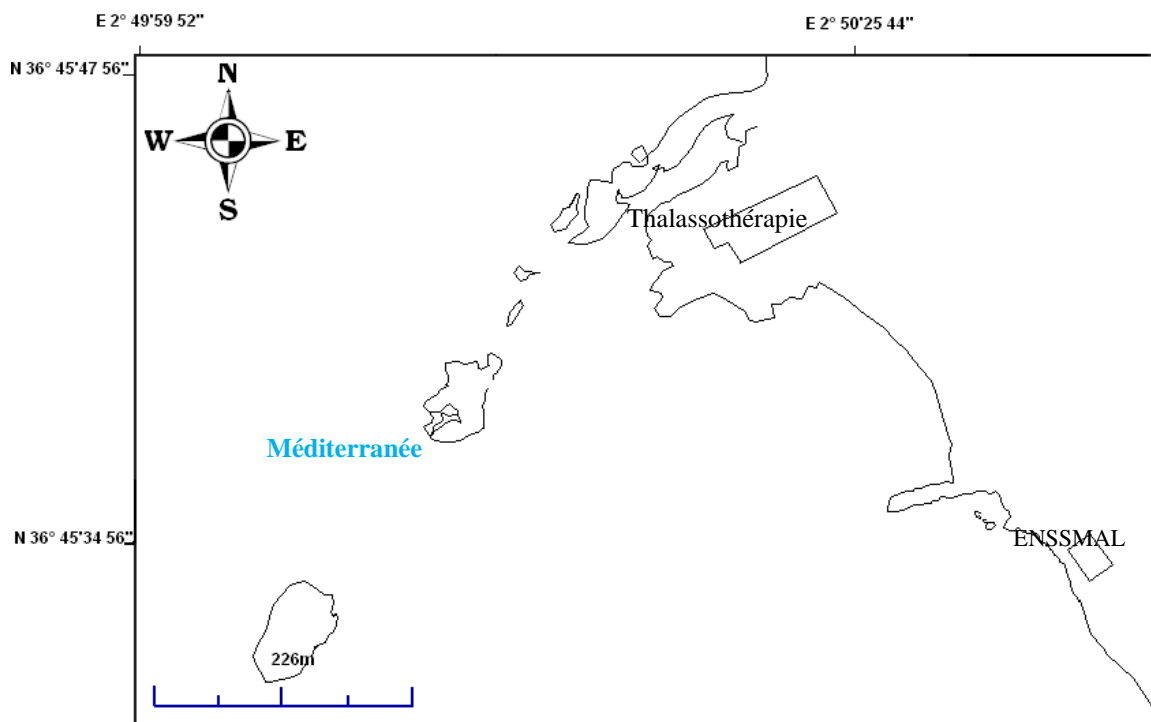 E 2° 49'59 52"
E 2° 50'25 44"
N 36° 45'47 56"
N
W E
S
Thalassothérapie
Méditerranée
N 36° 45'34 56"
ENSSMAL
226m